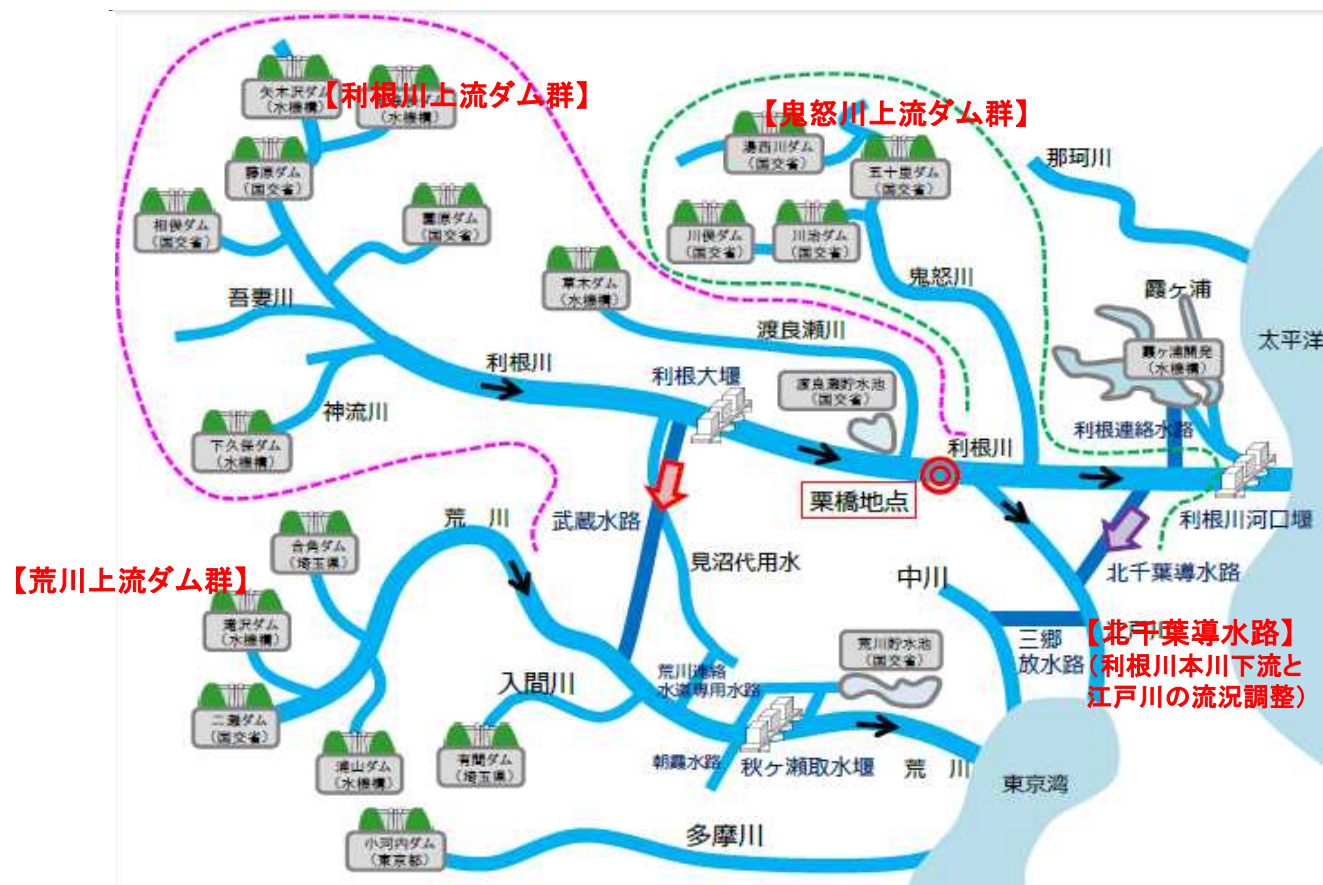 【利根川上流ダム群】
矢木沢ダム
(水機構)
(水機構)
藤原ダム
(国交省)
相俣ダム
(国交省)
薗原ダム
(国交省)
吾妻川
神流川
下久保ダム
(水機構)
利根川
草木ダム
(水機構)
渡良瀬川
利根大堰
渡良瀬貯水池
(国交省)
【鬼怒川上流ダム群】
湯西川ダム
(国交省)
五十里ダム
(国交省)
川俣ダム
(国交省)
川治ダム
(国交省)
鬼怒川
那珂川
霞ヶ浦
霞ヶ浦開発
(水機構)
太平洋
利根連絡水路
利根川
栗橋地点
利根川河口堰
北千葉導水路
【荒川上流ダム群】
合角ダム
(埼玉県)
滝沢ダム
(水機構)
二瀬ダム
(国交省)
浦山ダム
(水機構)
有間ダム
(埼玉県)
荒 川
武蔵水路
見沼代用水
入間川
荒川連絡
水道専用水路
荒川貯水池
(国交省)
朝霞水路
秋ヶ瀬取水堰
荒 川
中川
三郷
放水路
【北千葉導水路】
(利根川本川下流と
江戸川の流況調整)
東京湾
小河内ダム
(東京都)
多摩川